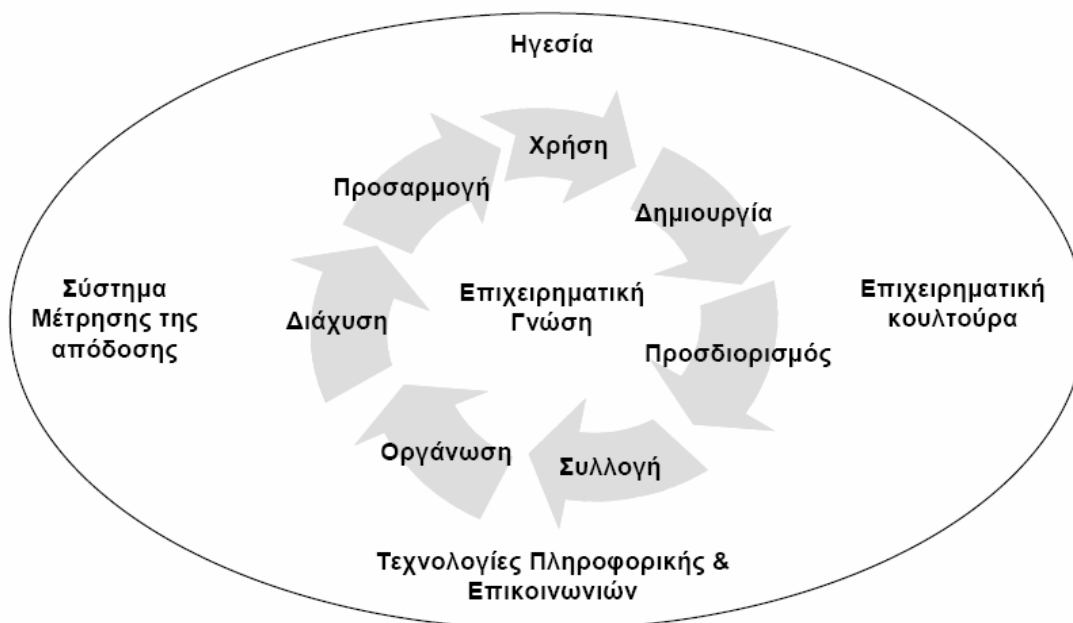 Ηγεσία
Χρήση
Προσαρμογή
Δημιουργία
Σύστημα
Μέτρησης της
απόδοσης
Διάχυση
Επιχειρηματική
Γνώση
Επιχειρηματική
κουλτούρα
Προσδιορισμός
Οργάνωση
Συλλογή
Τεχνολογίες Πληροφορικής &
Επικοινωνιών